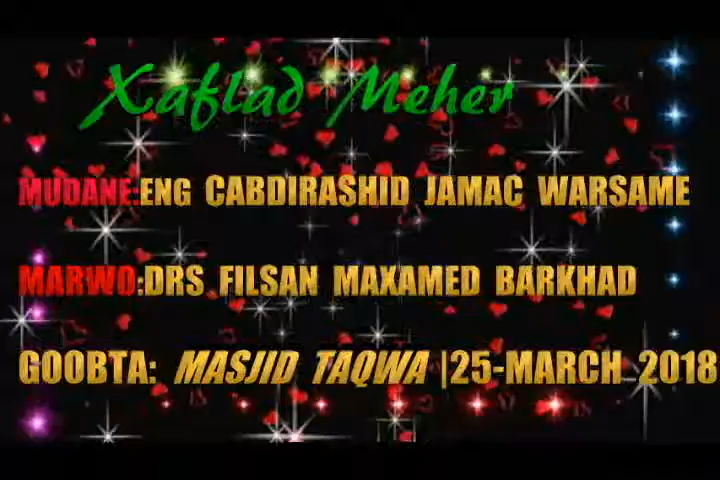 Xaflad Meher
MUDANE:ENG CABDIRASHID JAMAC WARSAME
MARWO:DRS FILSAN MAXAMED BARKHAD
GOOBTA: MASJID TAQWA |25-MARCH 2018